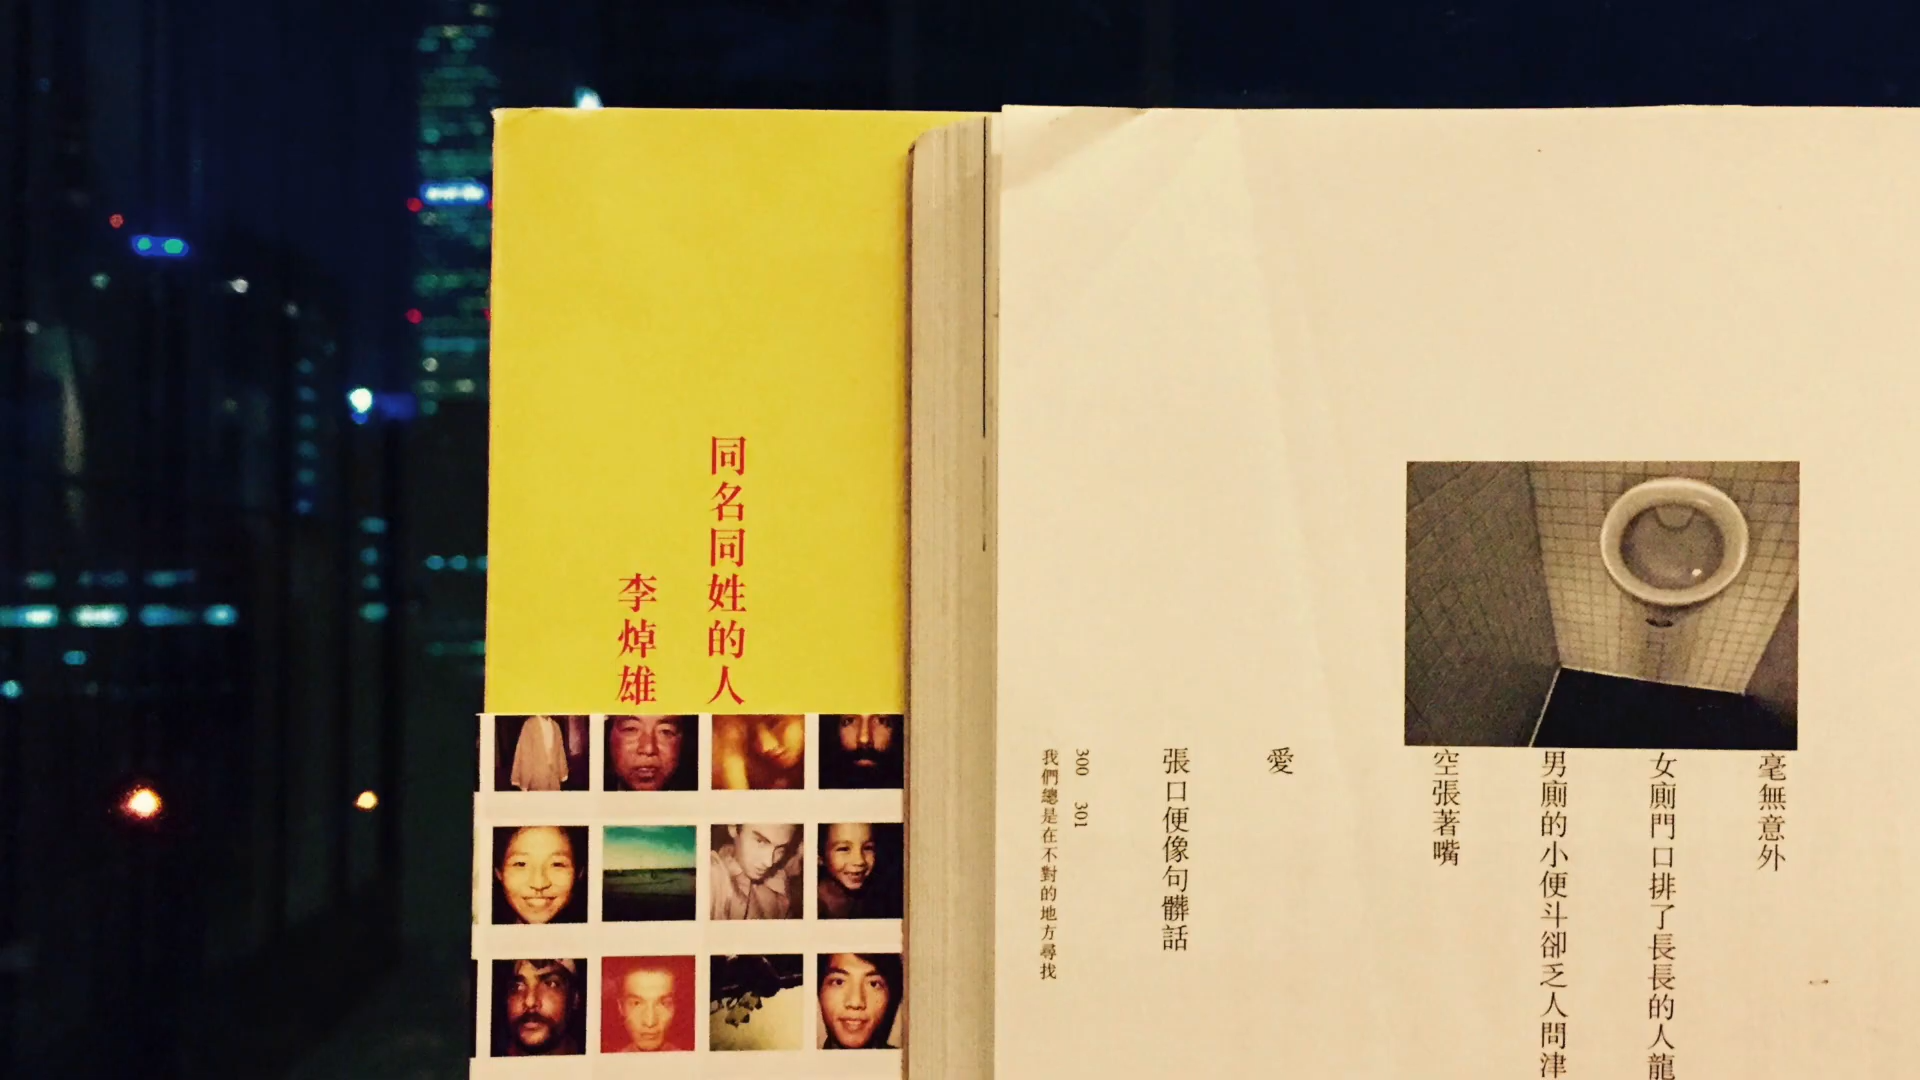 同名同姓的人
李焯雄
毫無意外
女廁門口排了長長的人龍
男廁的小便斗卻乏人問津
空張著嘴
愛
張口便像句髒話
300 301
我們總是在不對的地方尋找